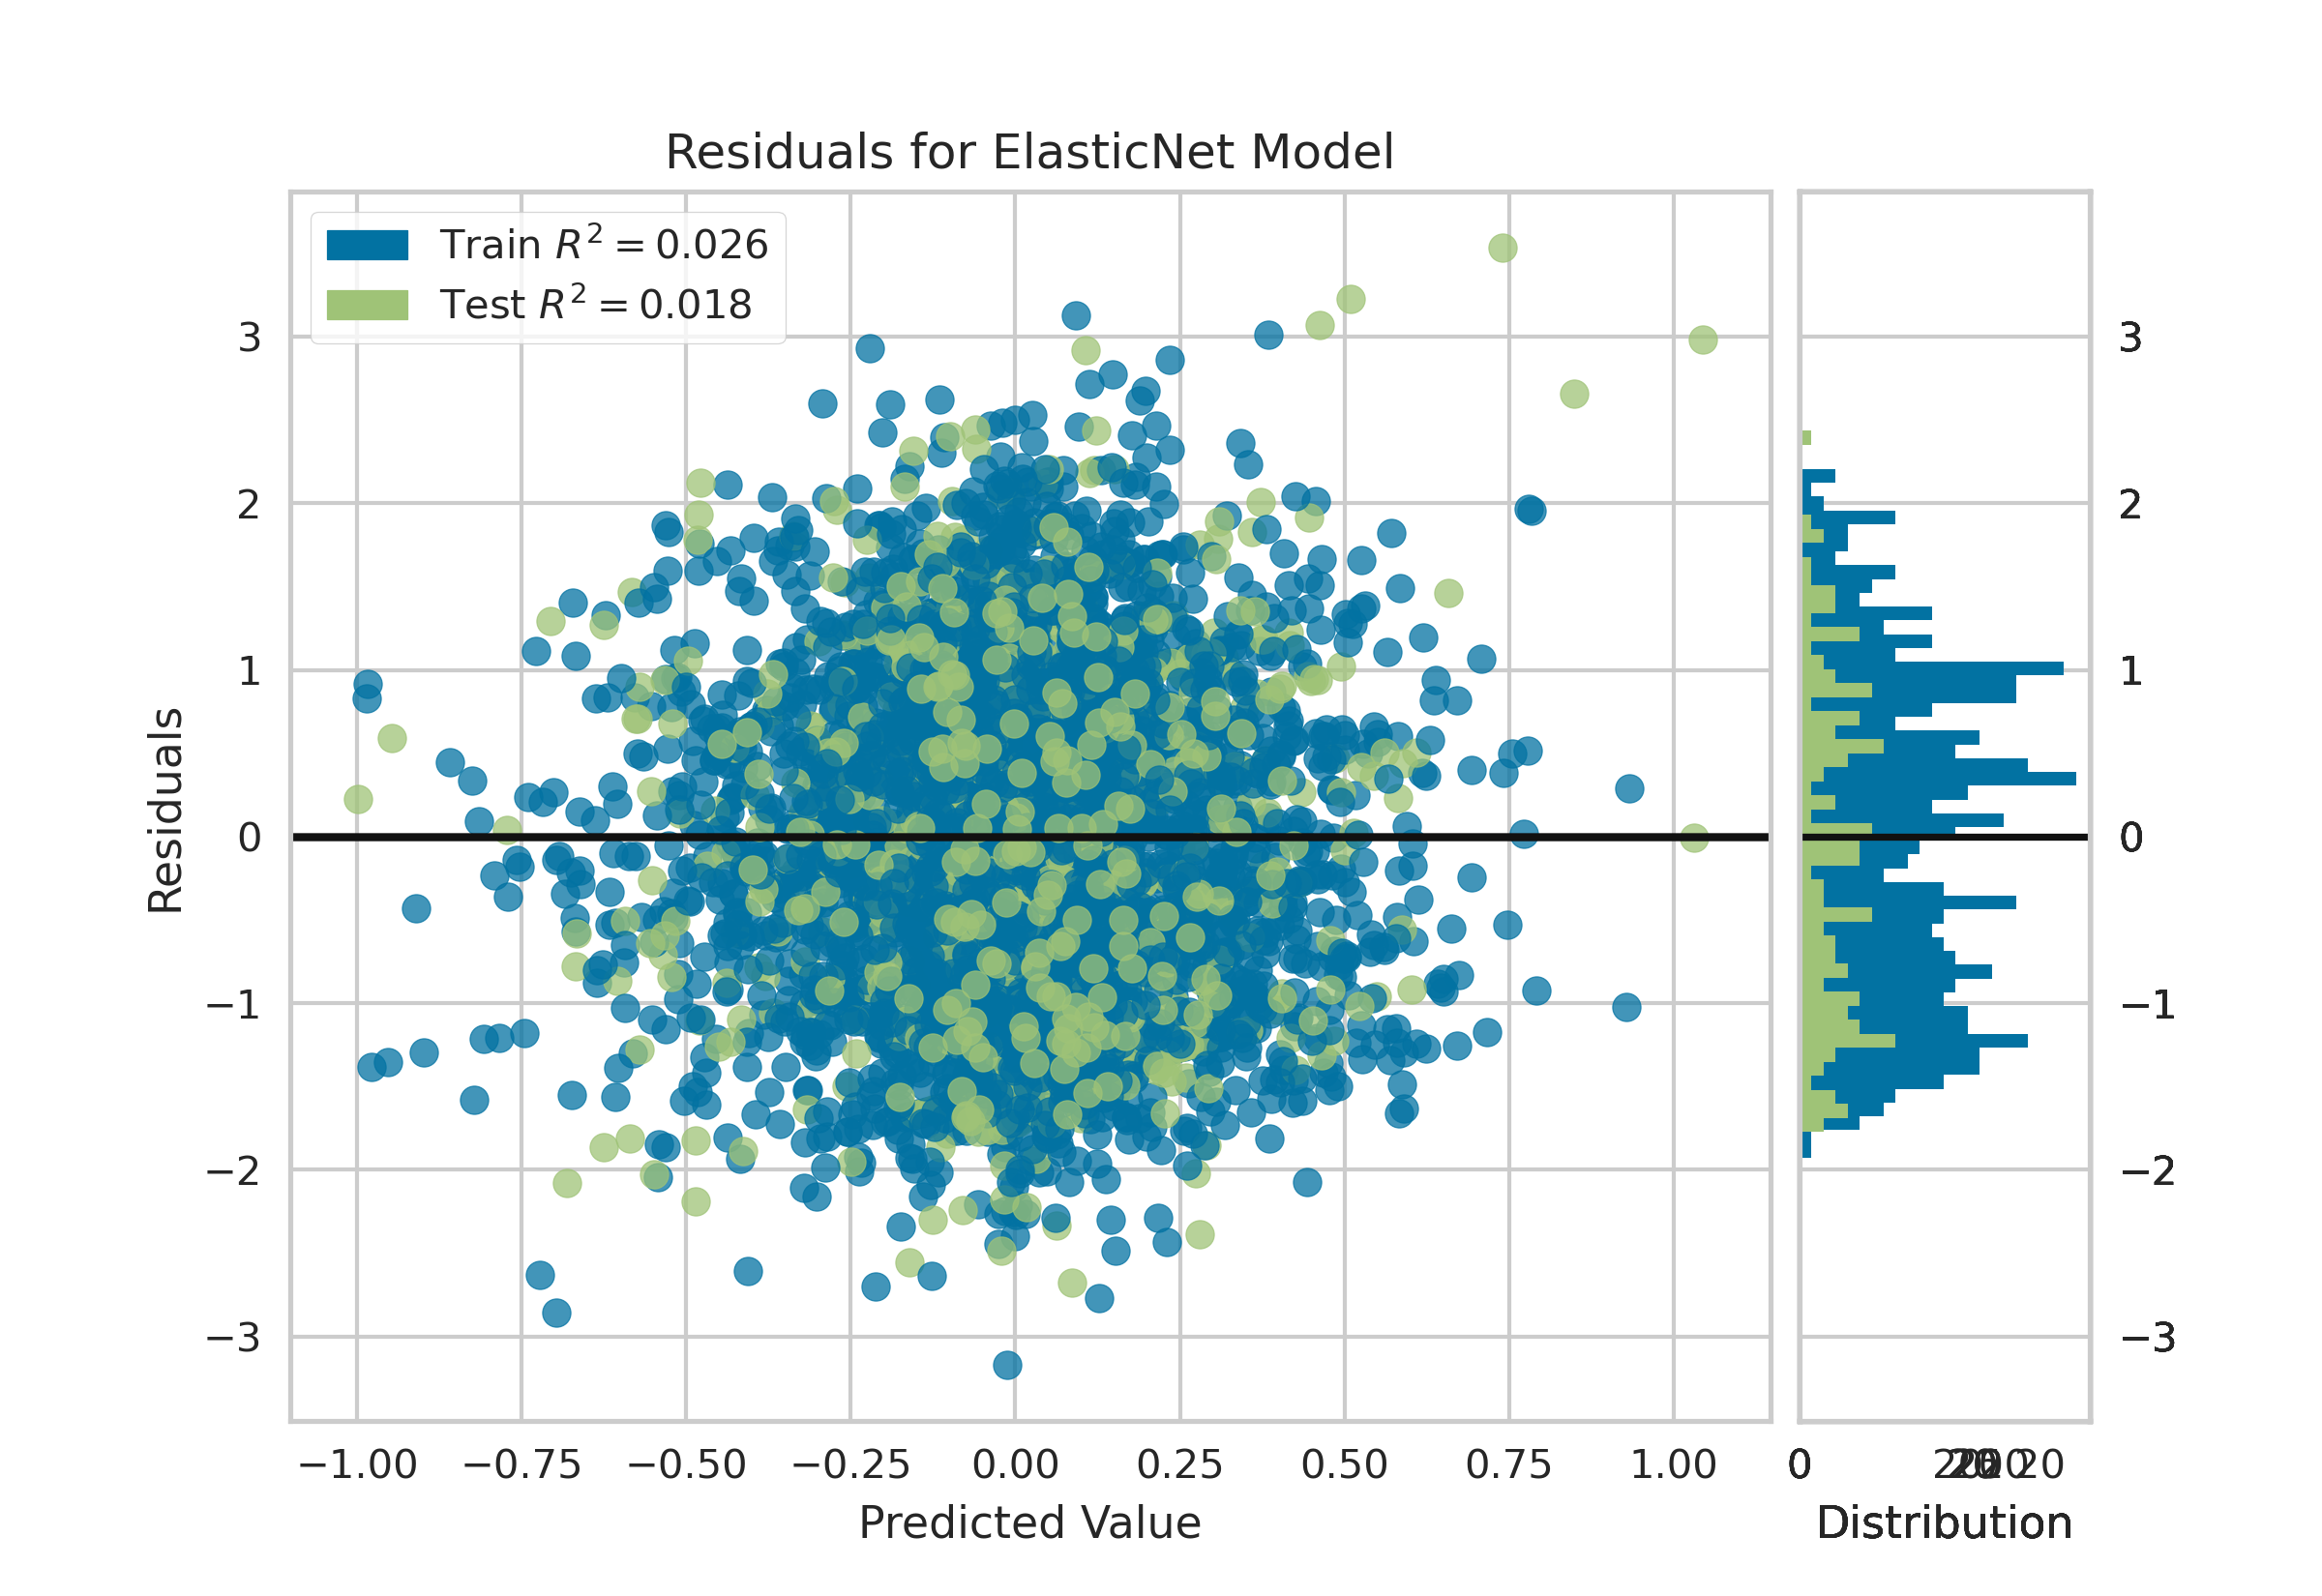 Residuals for ElasticNet Model
Train R² = 0.026
Test R² = 0.018
Residuals
3
2
1
0
−1
−2
−3
3
2
1
0
−1
−2
−3
−1.00 −0.75 −0.50 −0.25 0.00 0.25 0.50 0.75 1.00
0 20
Predicted Value
Distribution